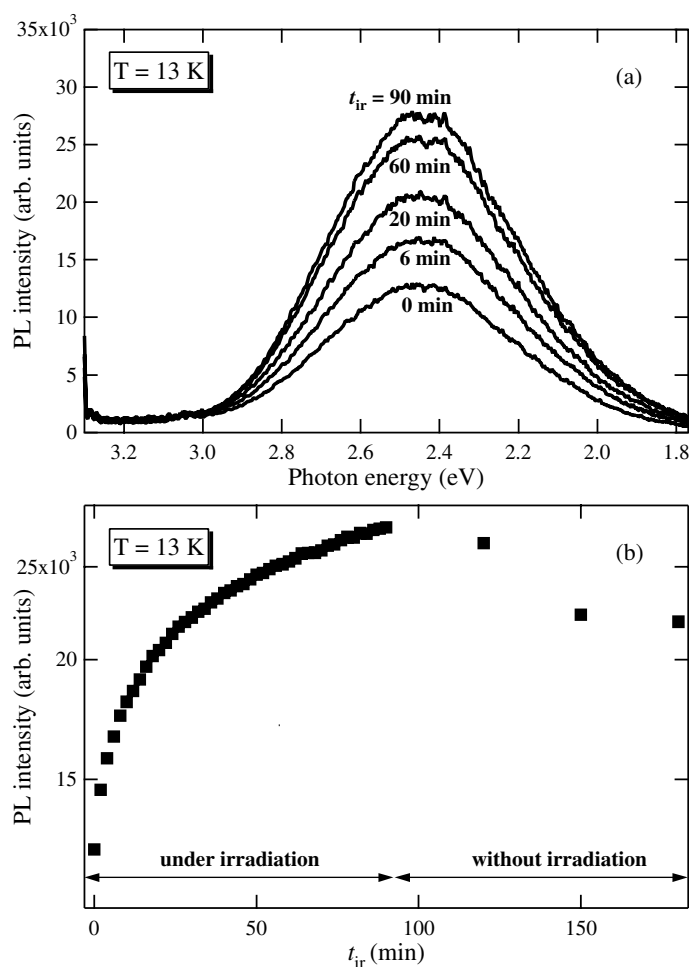 35x10³
T = 13 K
(a)
30
t_ir = 90 min
25
60 min
20
20 min
15
6 min
10
0 min
5
0
PL intensity (arb. units)
3.2 3.0 2.8 2.6 2.4 2.2 2.0 1.8
Photon energy (eV)
T = 13 K
(b)
25x10³
20
15
PL intensity (arb. units)
under irradiation without irradiation
0 50 100 150
t_ir (min)